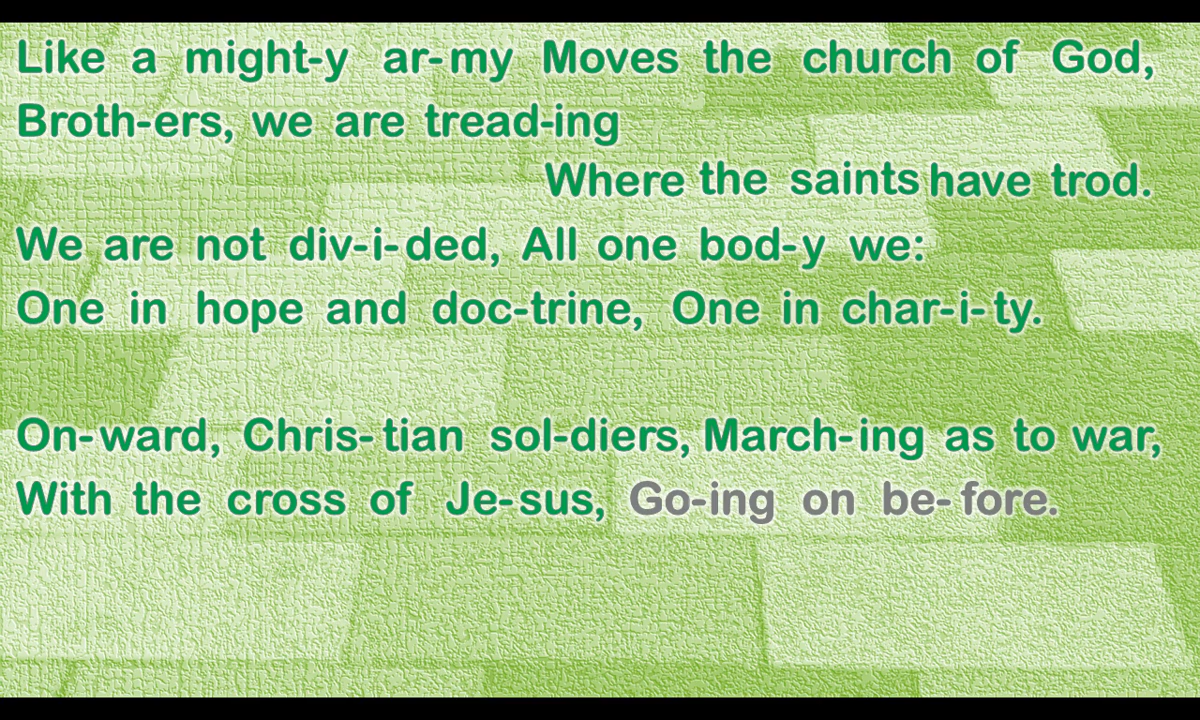 Like a might-y ar-my Moves the church of God,
Broth-ers, we are tread-ing
Where the saints have trod.
We are not div-i-ded, All one bod-y we:
One in hope and doc-trine, One in char-i-ty.
On-ward, Chris-tian sol-diers, March-ing as to war,
With the cross of Je-sus, Go-ing on be-fore.